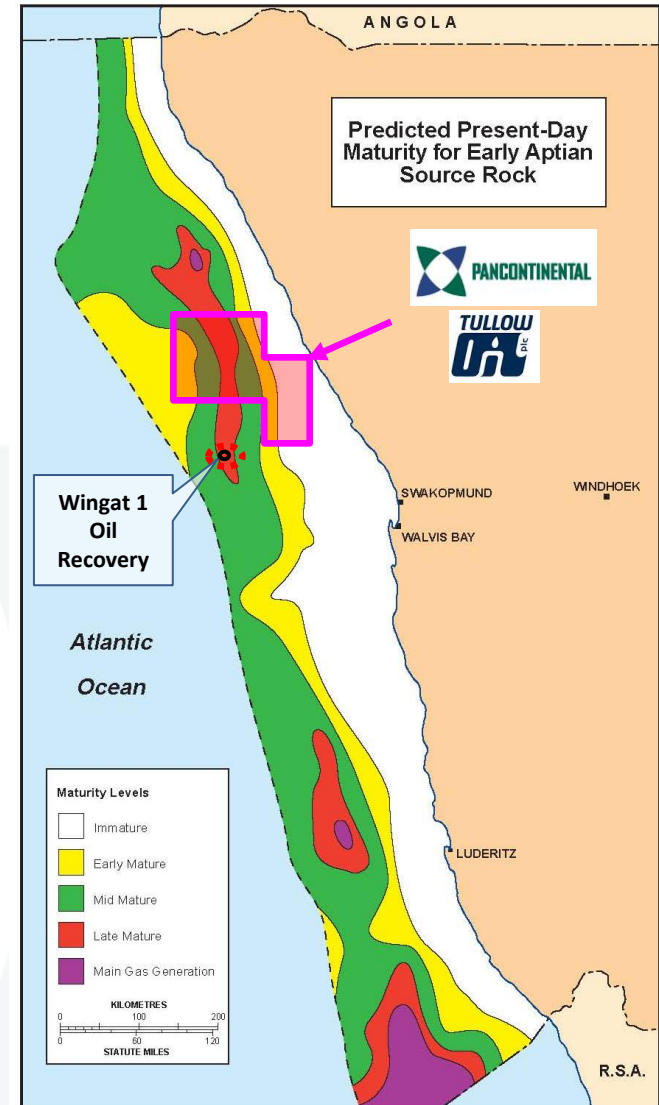 ANGOLA
Predicted Present-Day
Maturity for Early Aptian
Source Rock
PANCONTINENTAL
TULLOW
OIL plc
Wingat 1
Oil
Recovery
SWAKOPMUND
WINDHOEK
WALVIS BAY
Atlantic
Ocean
Maturity Levels
Immature
Early Mature
Mid Mature
Late Mature
Main Gas Generation
KILOMETRES
0 100 200
0 60 120
STATUTE MILES
LUDERITZ
R.S.A.